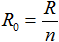 R₀ = R/n